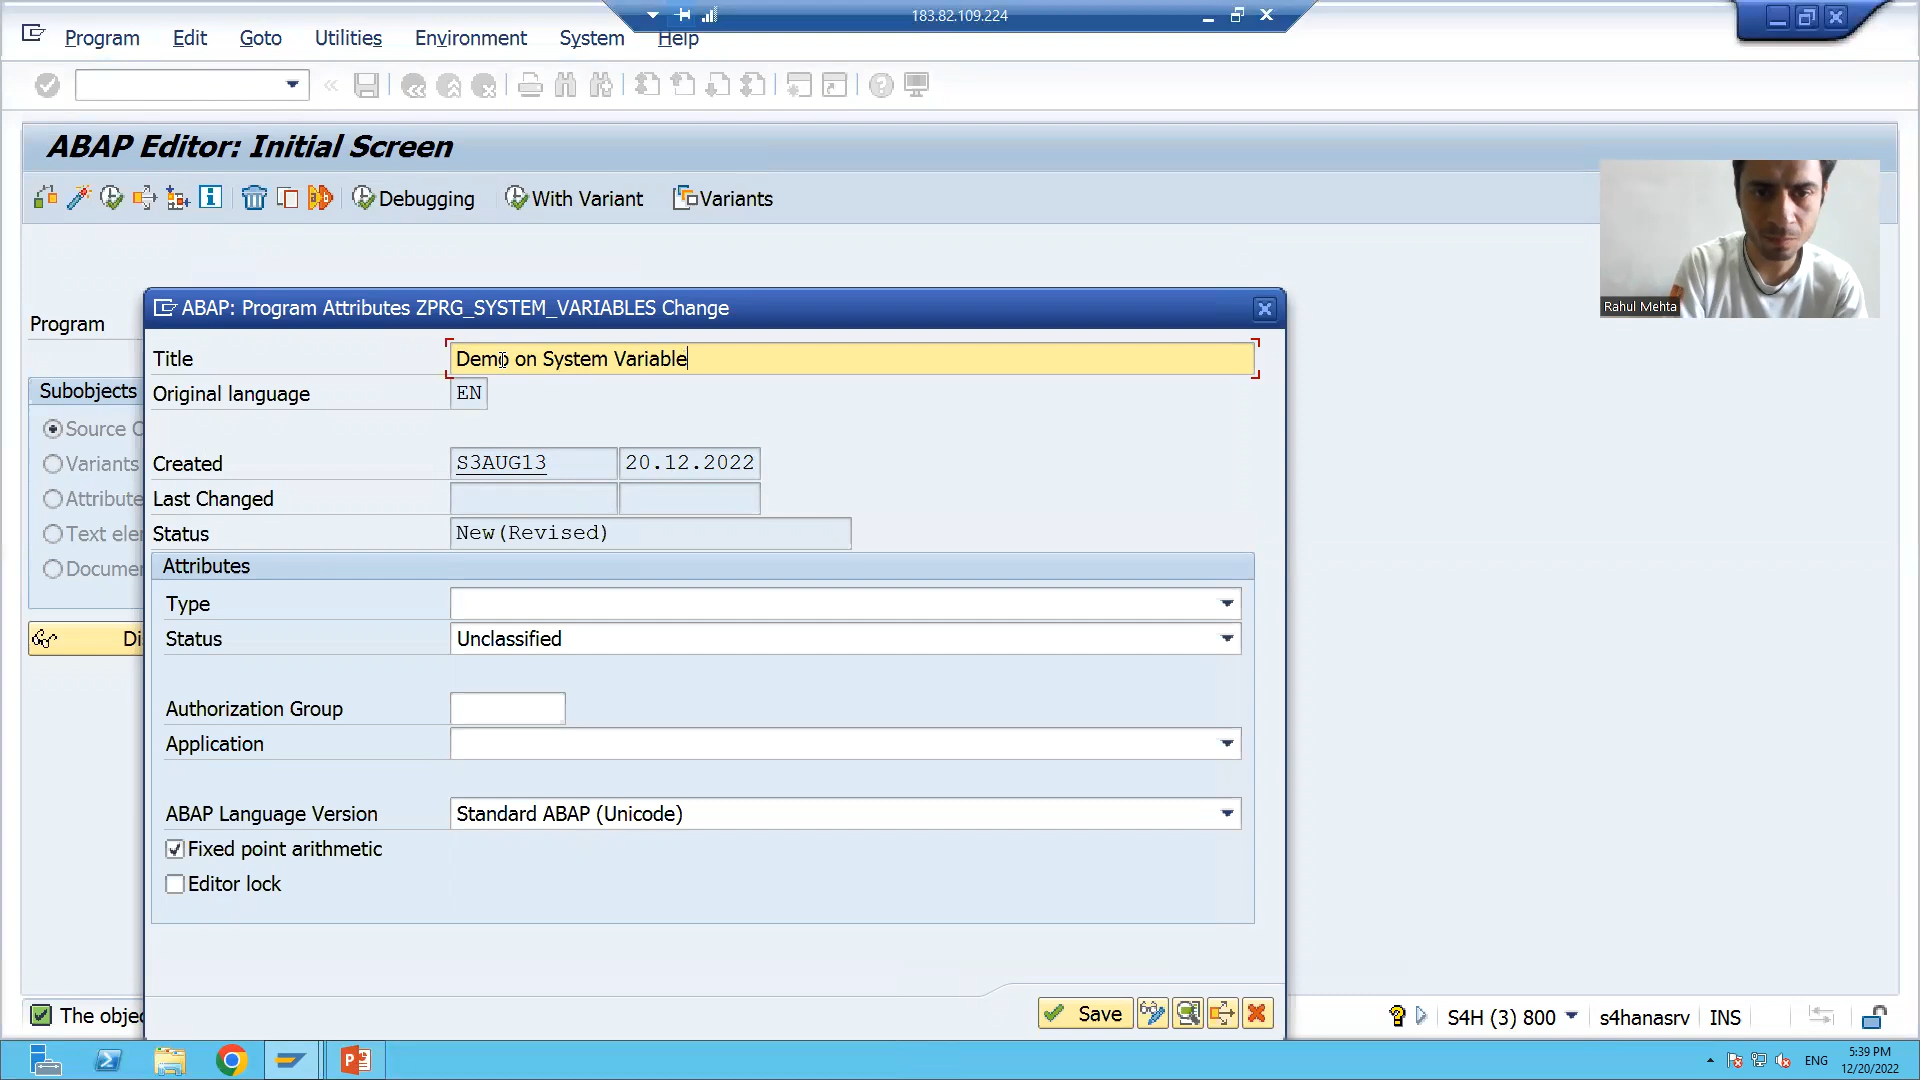 183.82.109.224
Program Edit Goto Utilities Environment System Help
ABAP Editor: Initial Screen
Debugging With Variant Variants
Rahul Mehta
Program
ABAP: Program Attributes ZPRG_SYSTEM_VARIABLES Change
Title Demo on System Variable
Original language EN
Subobjects
Source C
Variants
Attribute
Text ele
Documen
Di
Created S3AUG13 20.12.2022
Last Changed
Status New(Revised)
Attributes
Type
Status Unclassified
Authorization Group
Application
ABAP Language Version Standard ABAP (Unicode)
Fixed point arithmetic
Editor lock
Save
The objec
S4H (3) 800 s4hanasrv INS
ENG
5:39 PM
12/20/2022